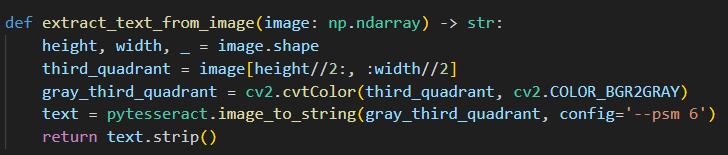 def extract_text_from_image(image: np.ndarray) -> str:
    height, width, _ = image.shape
    third_quadrant = image[height//2:, :width//2]
    gray_third_quadrant = cv2.cvtColor(third_quadrant, cv2.COLOR_BGR2GRAY)
    text = pytesseract.image_to_string(gray_third_quadrant, config='--psm 6')
    return text.strip()